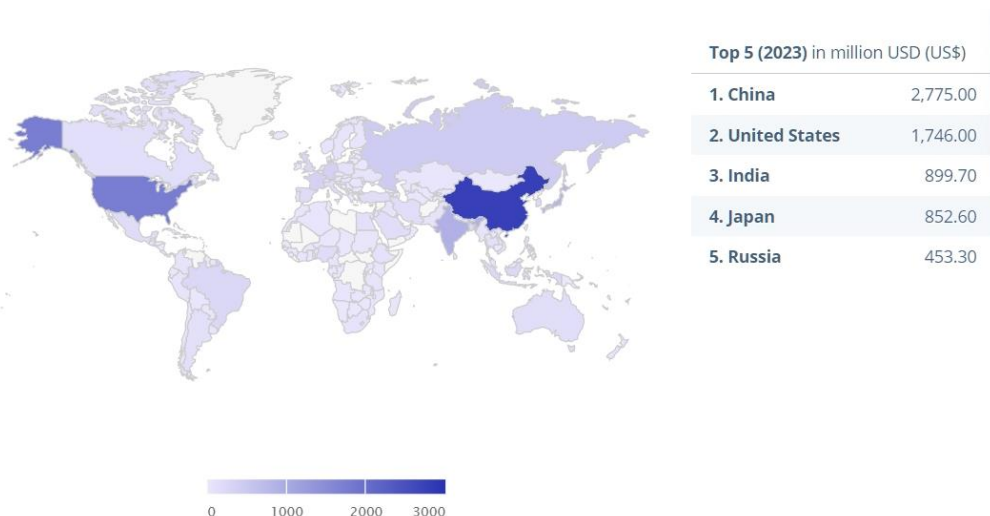 Top 5 (2023) in million USD (US$)
1. China 2,775.00
2. United States 1,746.00
3. India 899.70
4. Japan 852.60
5. Russia 453.30
0 1000 2000 3000